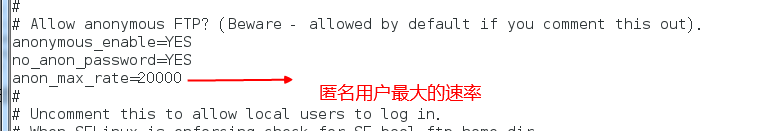 #
# Allow anonymous FTP? (Beware - allowed by default if you comment this out).
anonymous_enable=YES
no_anon_password=YES
anon_max_rate=20000
匿名用户最大的速率
#
# Uncomment this to allow local users to log in.
# When SELinux is enforcing check for SE bool ftp_home_dir